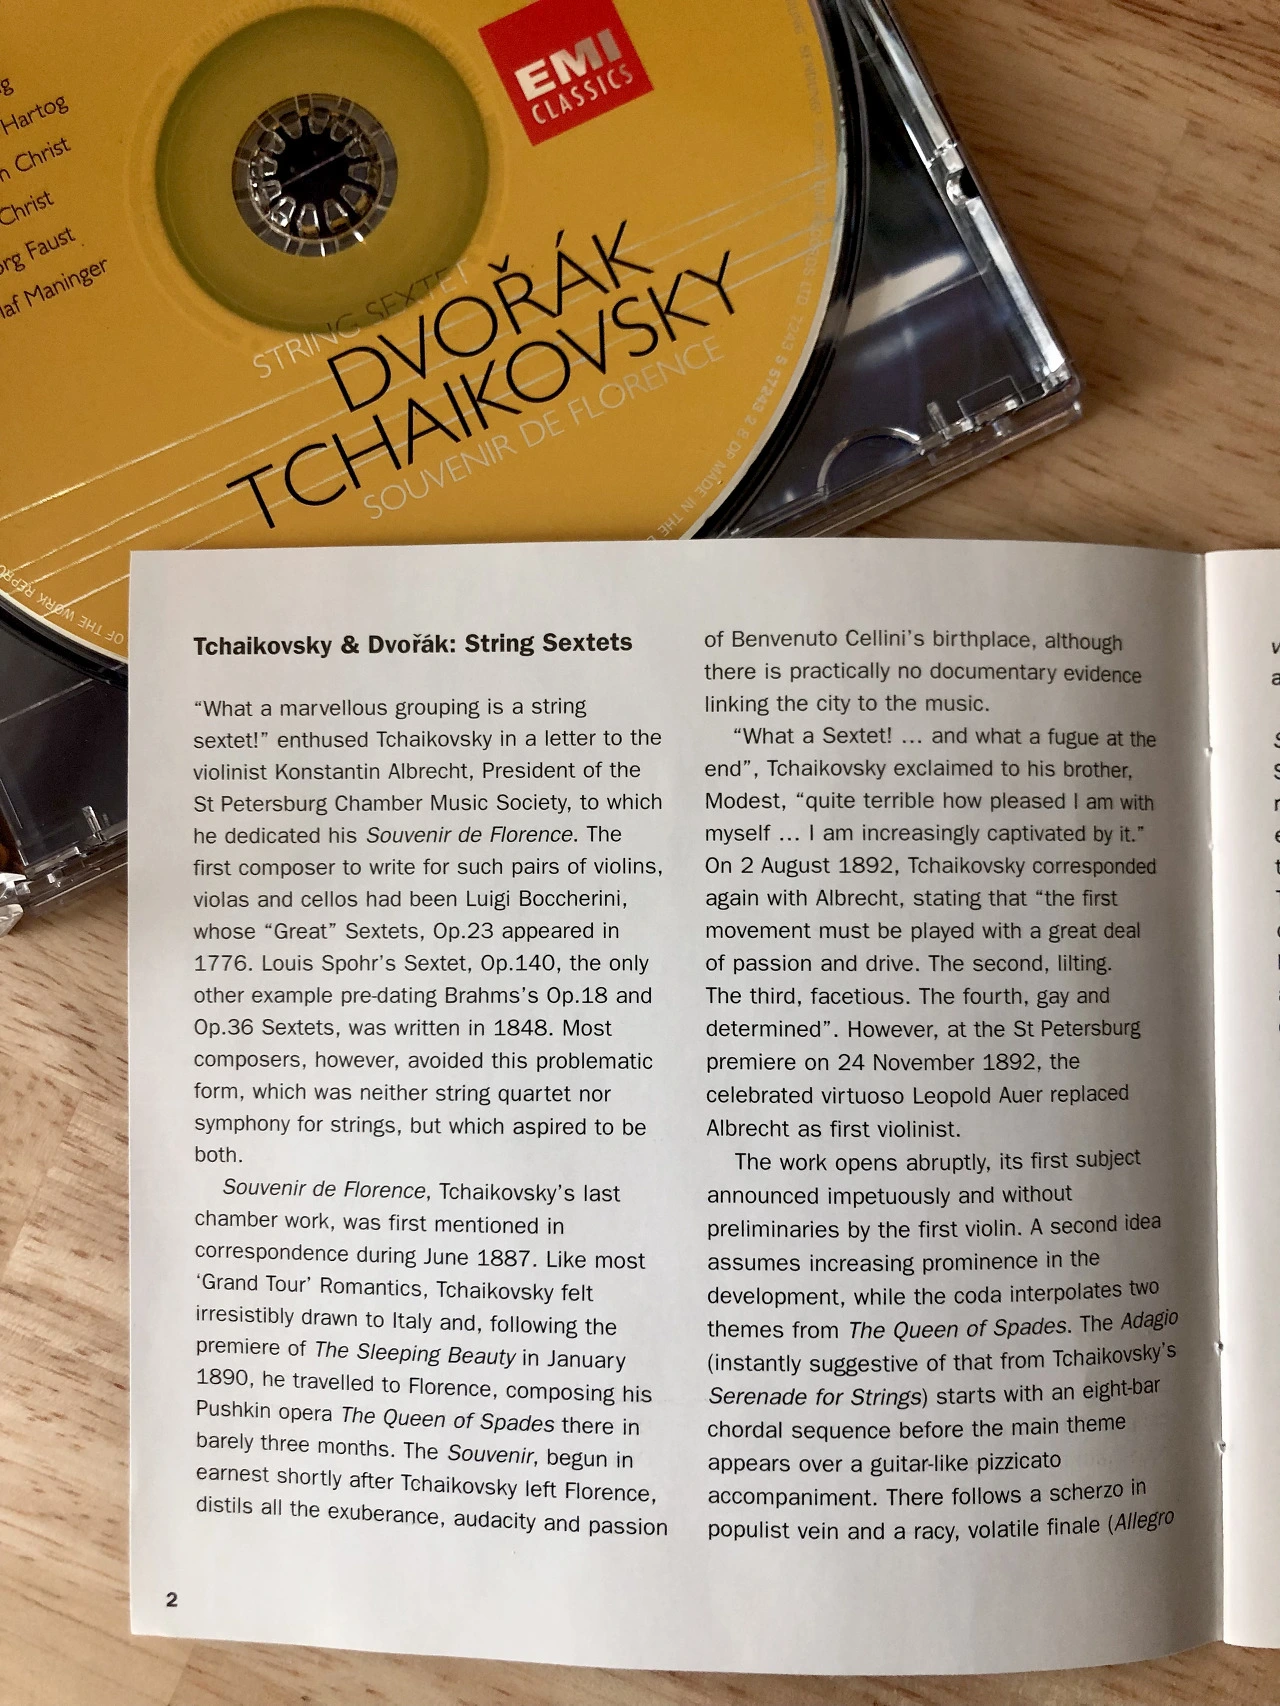 Hartog
Christ
Christ
Faust
Maninger
EMI
CLASSICS
STRING SEXTET
DVOŘÁK
TCHAIKOVSKY
SOUVENIR DE FLORENCE
7243 5 57243 2 8 MADE IN THE
OF THE WORK
Tchaikovsky & Dvořák: String Sextets
“What a marvellous grouping is a string
sextet!” enthused Tchaikovsky in a letter to the
violinist Konstantin Albrecht, President of the
St Petersburg Chamber Music Society, to which
he dedicated his Souvenir de Florence. The
first composer to write for such pairs of violins,
violas and cellos had been Luigi Boccherini,
whose “Great” Sextets, Op.23 appeared in
1776. Louis Spohr’s Sextet, Op.140, the only
other example pre-dating Brahms’s Op.18 and
Op.36 Sextets, was written in 1848. Most
composers, however, avoided this problematic
form, which was neither string quartet nor
symphony for strings, but which aspired to be
both.
Souvenir de Florence, Tchaikovsky’s last
chamber work, was first mentioned in
correspondence during June 1887. Like most
‘Grand Tour’ Romantics, Tchaikovsky felt
irresistibly drawn to Italy and, following the
premiere of The Sleeping Beauty in January
1890, he travelled to Florence, composing his
Pushkin opera The Queen of Spades there in
barely three months. The Souvenir, begun in
earnest shortly after Tchaikovsky left Florence,
distils all the exuberance, audacity and passion
2
of Benvenuto Cellini’s birthplace, although
there is practically no documentary evidence
linking the city to the music.
“What a Sextet! … and what a fugue at the
end”, Tchaikovsky exclaimed to his brother,
Modest, “quite terrible how pleased I am with
myself … I am increasingly captivated by it.”
On 2 August 1892, Tchaikovsky corresponded
again with Albrecht, stating that “the first
movement must be played with a great deal
of passion and drive. The second, lilting.
The third, facetious. The fourth, gay and
determined”. However, at the St Petersburg
premiere on 24 November 1892, the
celebrated virtuoso Leopold Auer replaced
Albrecht as first violinist.
The work opens abruptly, its first subject
announced impetuously and without
preliminaries by the first violin. A second idea
assumes increasing prominence in the
development, while the coda interpolates two
themes from The Queen of Spades. The Adagio
(instantly suggestive of that from Tchaikovsky’s
Serenade for Strings) starts with an eight-bar
chordal sequence before the main theme
appears over a guitar-like pizzicato
accompaniment. There follows a scherzo in
populist vein and a racy, volatile finale (Allegro